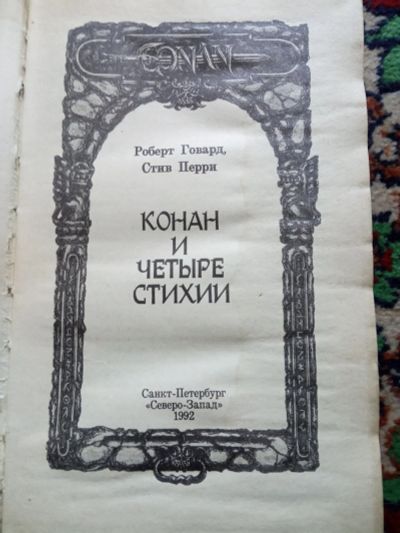 CONAN
Роберт Говард,
Стив Перри
КОНАН
И
ЧЕТЫРЕ
СТИХИИ
Санкт-Петербург
«Северо-Запад»
1992